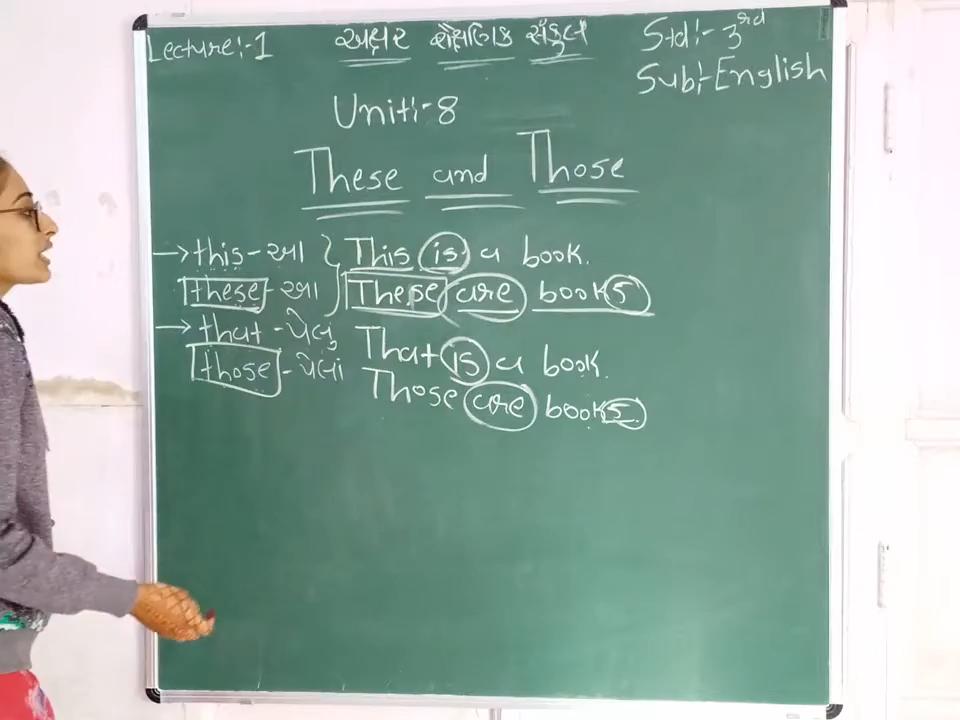 Lecture:-1
અક્ષર શૈક્ષણિક સંકુલ
Std:- 3rd
Sub:-English
Unit:-8
These and Those
→this-આ } This is a book.
these-આ These are books
→that-પેલું That is a book.
those-પેલાં Those are books.